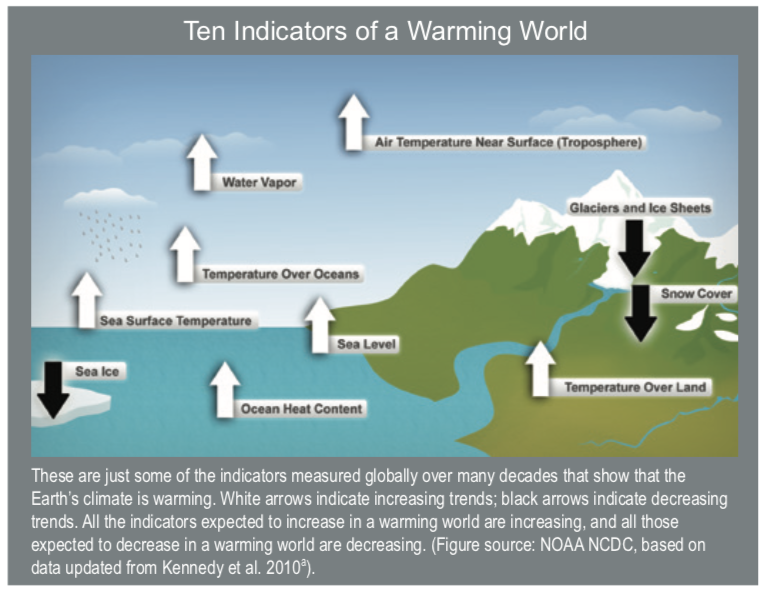 Ten Indicators of a Warming World
Air Temperature Near Surface (Troposphere)
Water Vapor
Glaciers and Ice Sheets
Temperature Over Oceans
Snow Cover
Sea Surface Temperature
Sea Level
Sea Ice
Temperature Over Land
Ocean Heat Content
These are just some of the indicators measured globally over many decades that show that the
Earth’s climate is warming. White arrows indicate increasing trends; black arrows indicate decreasing
trends. All the indicators expected to increase in a warming world are increasing, and all those
expected to decrease in a warming world are decreasing. (Figure source: NOAA NCDC, based on
data updated from Kennedy et al. 2010ª).